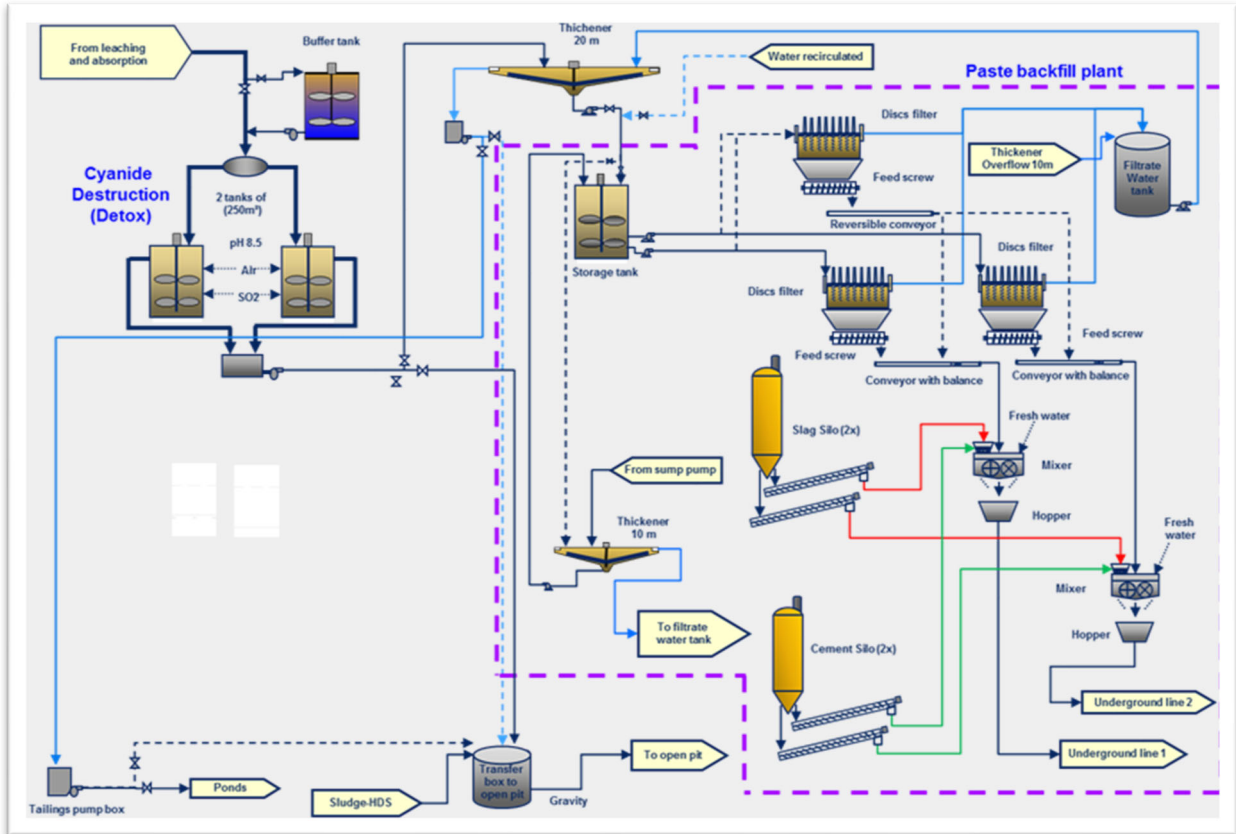 From leaching
and absorption
Buffer tank
Thichener
20 m
Water recirculated
Paste backfill plant
Discs filter
Thickener
Overflow 10m
Filtrate
Water
tank
Cyanide
Destruction
(Detox)
2 tanks of
(250m³)
pH 8.5
Air
SO2
Feed screw
Reversible conveyor
Storage tank
Discs filter
Discs filter
Feed screw
Feed screw
Conveyor with balance
Conveyor with balance
Slag Silo (2x)
Fresh water
Mixer
From sump pump
Hopper
Thickener
10 m
Fresh
water
Mixer
To filtrate
water tank
Cement Silo (2x)
Hopper
Underground line 2
Underground line 1
To open pit
Transfer
box to
open pit
Gravity
Ponds
Sludge-HDS
Tailings pump box